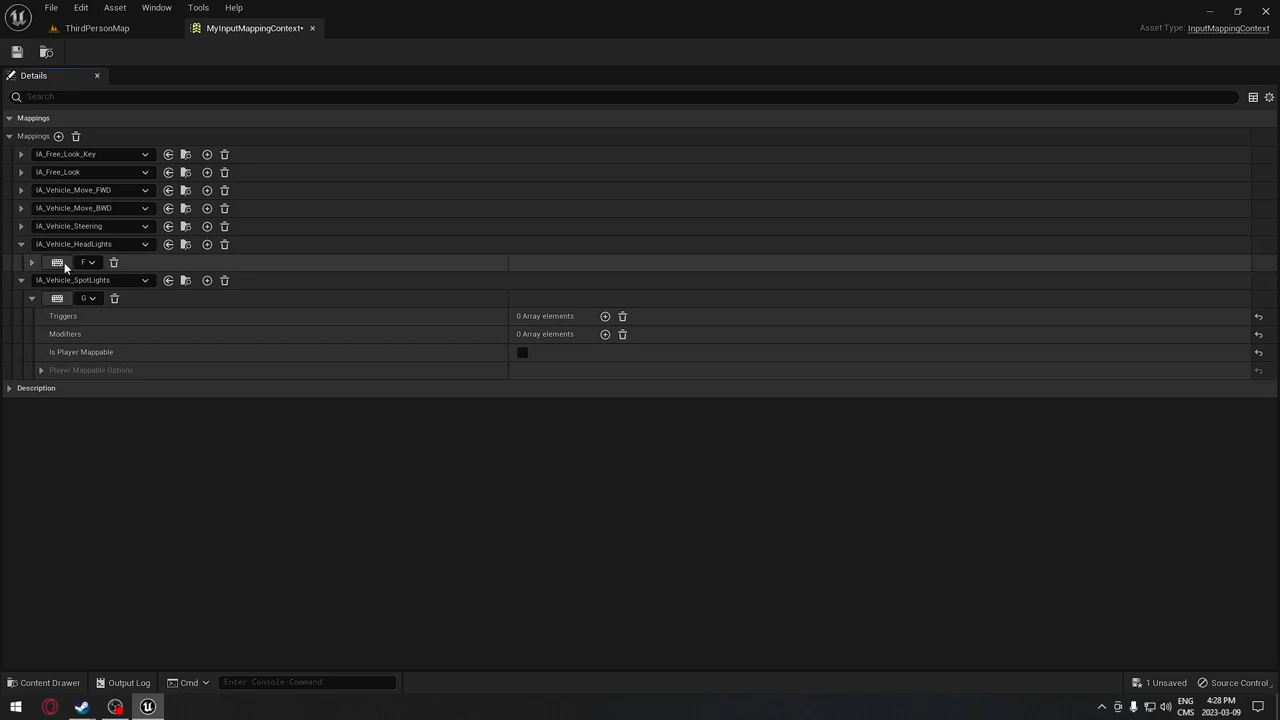 File Edit Asset Window Tools Help
ThirdPersonMap MyInputMappingContext* Asset Type: InputMappingContext
Details
Search
Mappings
Mappings
IA_Free_Look_Key
IA_Free_Look
IA_Vehicle_Move_FWD
IA_Vehicle_Move_BWD
IA_Vehicle_Steering
IA_Vehicle_HeadLights
F
IA_Vehicle_SpotLights
G
Triggers 0 Array elements
Modifiers 0 Array elements
Is Player Mappable
Player Mappable Options
Description
Content Drawer Output Log Cmd Enter Console Command 1 Unsaved Source Control
ENG 4:28 PM
CMS 2023-03-09